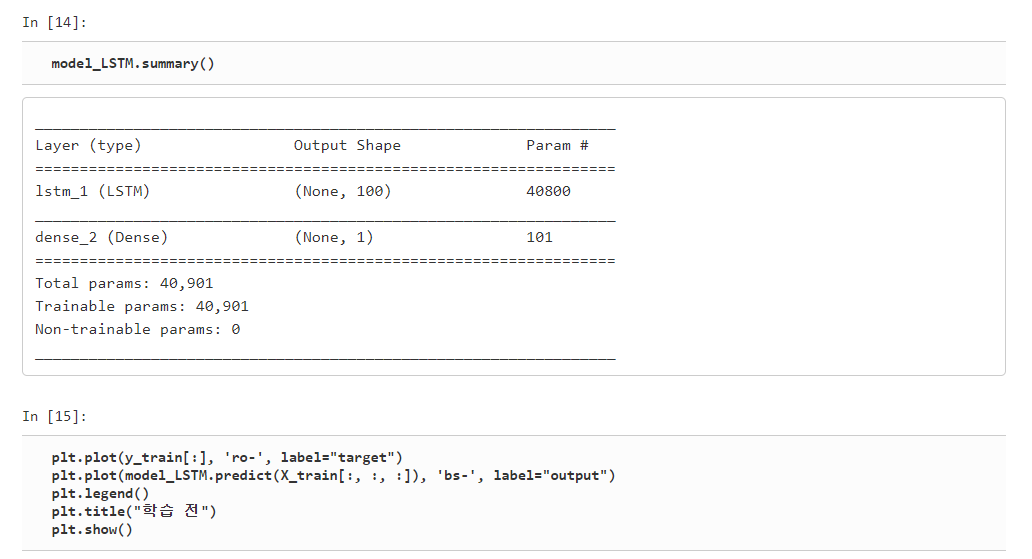 In [14]:
model_LSTM.summary()
_________________________________________________________________
Layer (type)                 Output Shape              Param #
=================================================================
lstm_1 (LSTM)                (None, 100)               40800
_________________________________________________________________
dense_2 (Dense)              (None, 1)                 101
=================================================================
Total params: 40,901
Trainable params: 40,901
Non-trainable params: 0
_________________________________________________________________
In [15]:
plt.plot(y_train[:], 'ro-', label="target")
plt.plot(model_LSTM.predict(X_train[:, :, :]), 'bs-', label="output")
plt.legend()
plt.title("학습 전")
plt.show()